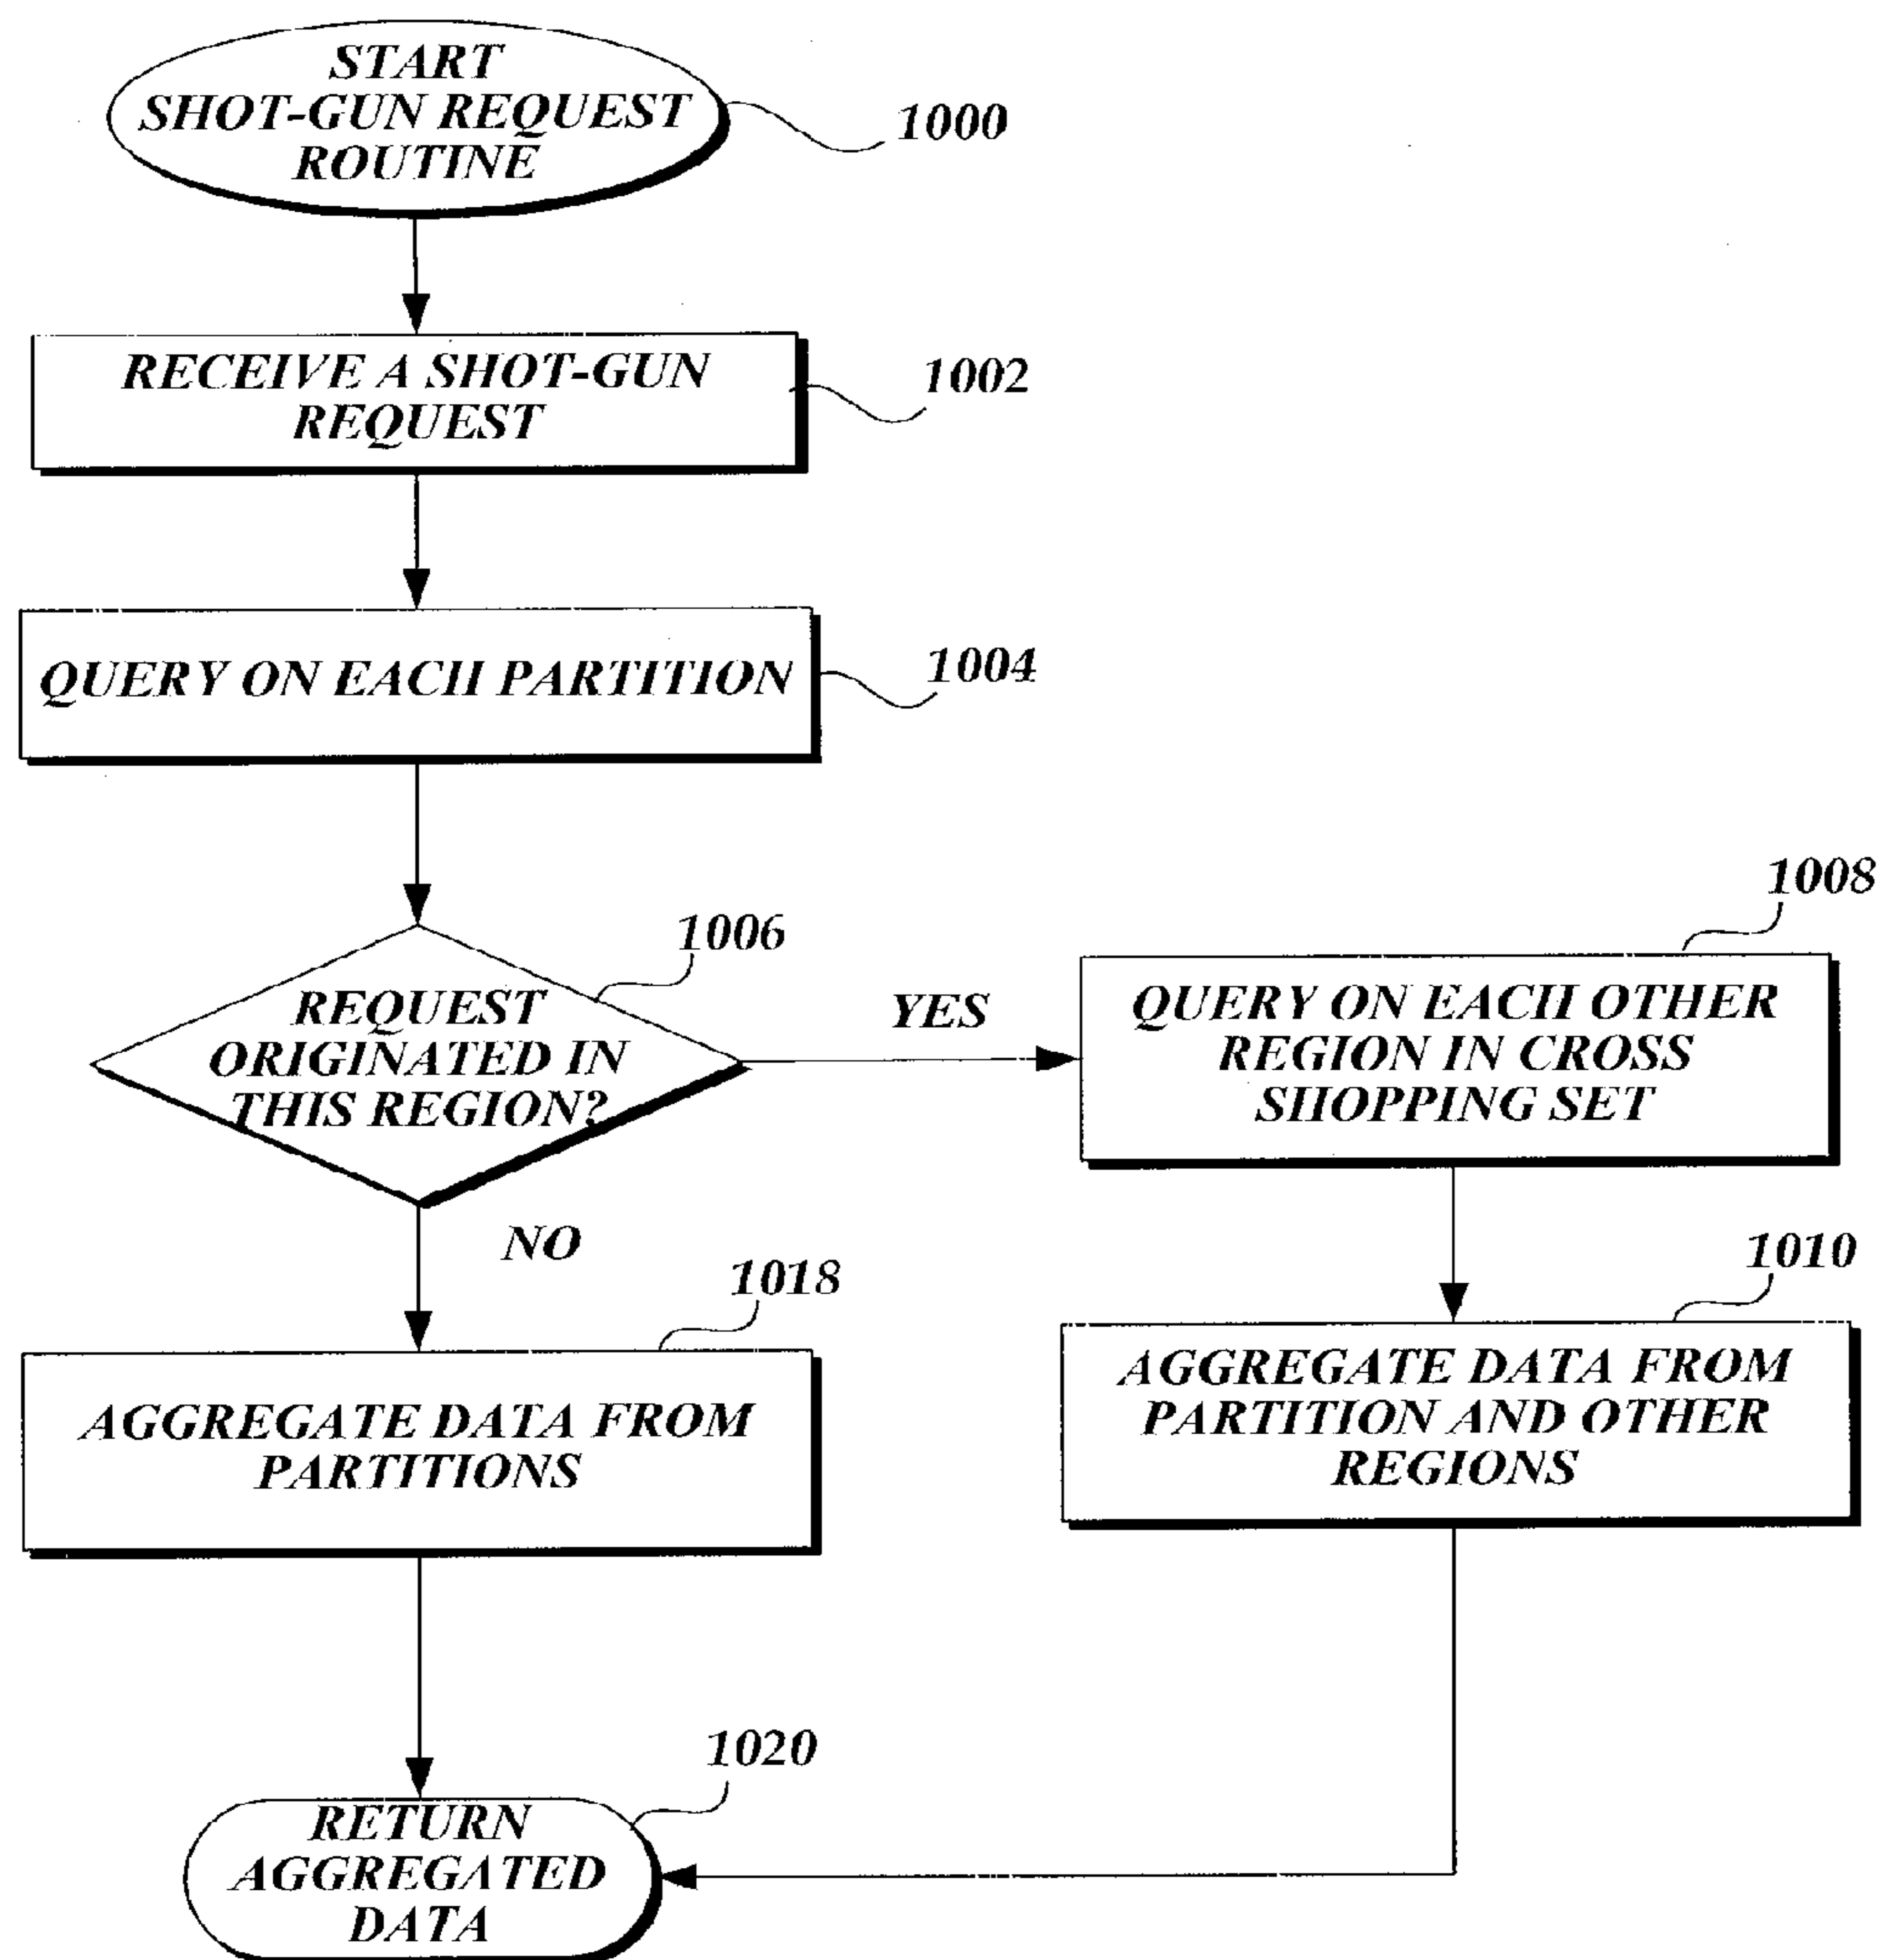 START
SHOT-GUN REQUEST
ROUTINE
1000
RECEIVE A SHOT-GUN
REQUEST
1002
QUERY ON EACH PARTITION
1004
REQUEST
ORIGINATED IN
THIS REGION?
1006
YES
QUERY ON EACH OTHER
REGION IN CROSS
SHOPPING SET
1008
NO
AGGREGATE DATA FROM
PARTITIONS
1018
AGGREGATE DATA FROM
PARTITION AND OTHER
REGIONS
1010
RETURN
AGGREGATED
DATA
1020